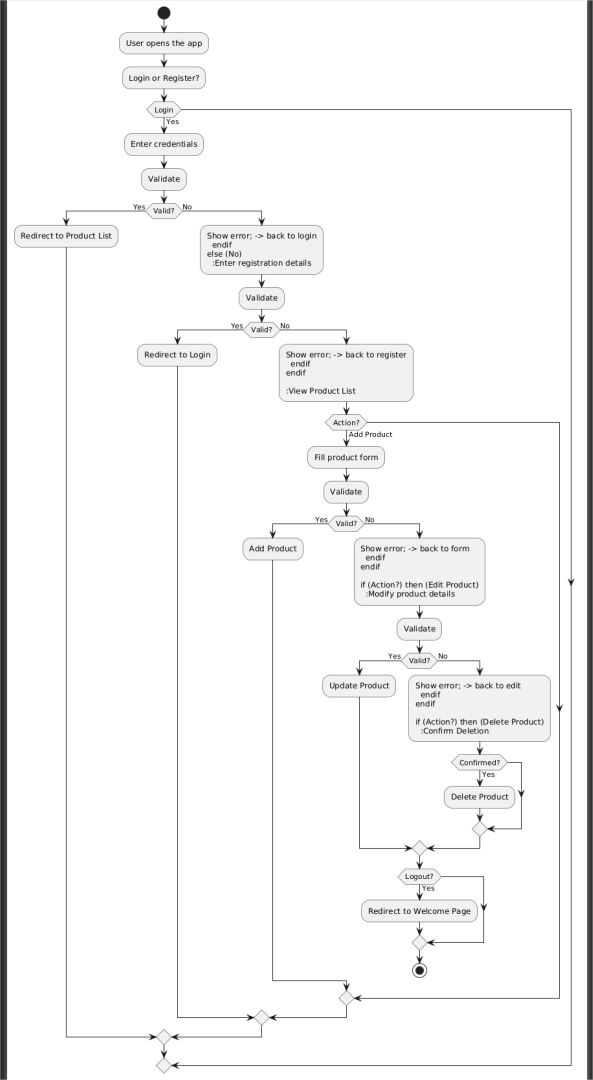 User opens the app
Login or Register?
Login
Yes
Enter credentials
Validate
Yes
Valid?
No
Redirect to Product List
Show error; -> back to login
endif
else (No)
:Enter registration details
Validate
Yes
Valid?
No
Redirect to Login
Show error; -> back to register
endif
endif
:View Product List
Action?
Add Product
Fill product form
Validate
Yes
Valid?
No
Add Product
Show error; -> back to form
endif
endif
if (Action?) then (Edit Product)
:Modify product details
Validate
Yes
Valid?
No
Update Product
Show error; -> back to edit
endif
endif
if (Action?) then (Delete Product)
:Confirm Deletion
Confirmed?
Yes
Delete Product
Logout?
Yes
Redirect to Welcome Page